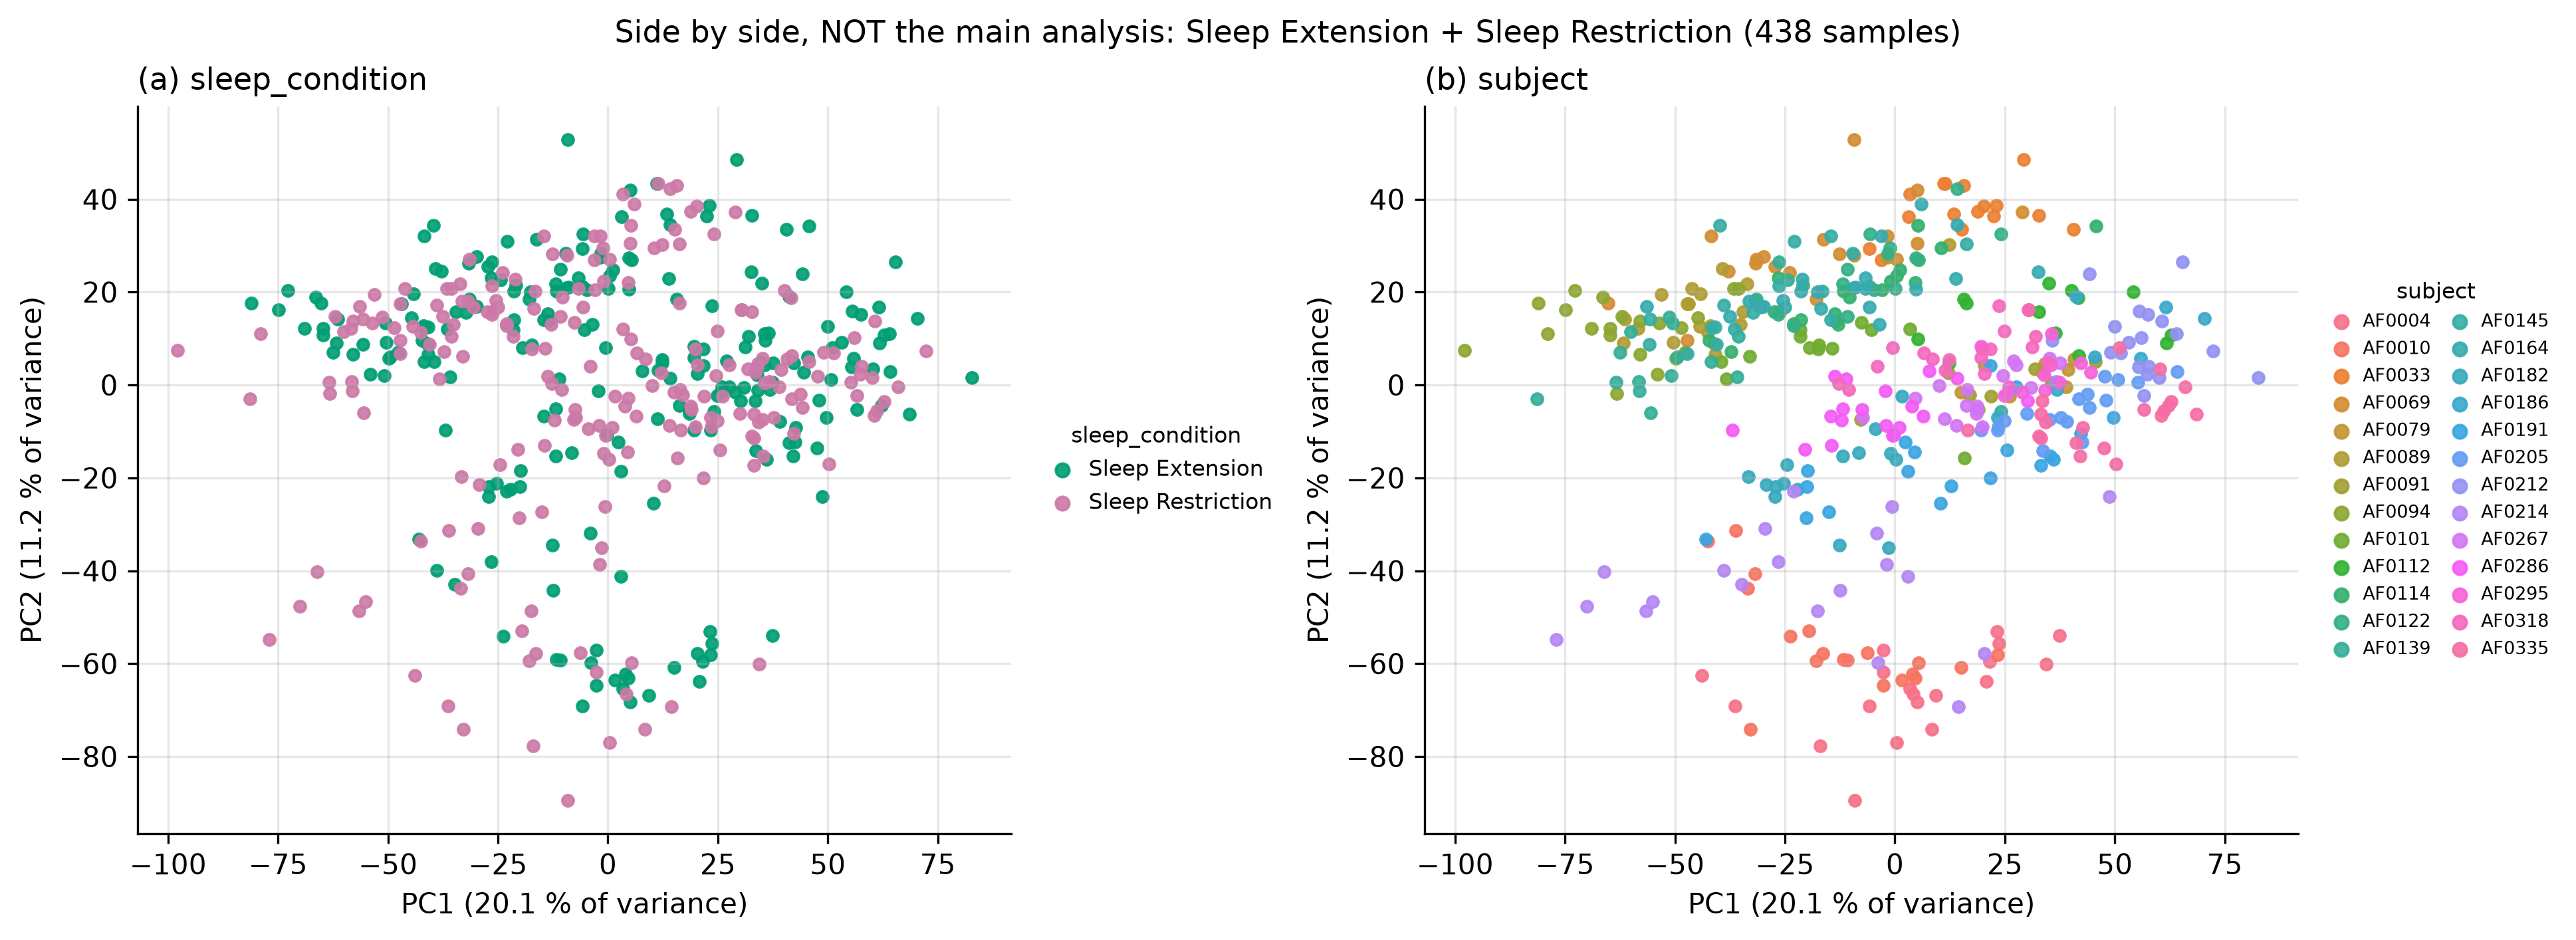 Side by side, NOT the main analysis: Sleep Extension + Sleep Restriction (438 samples)
(a) sleep_condition
PC2 (11.2 % of variance)
40
20
0
−20
−40
−60
−80
−100
−75
−50
−25
0
25
50
75
PC1 (20.1 % of variance)
sleep_condition
Sleep Extension
Sleep Restriction
(b) subject
PC2 (11.2 % of variance)
40
20
0
−20
−40
−60
−80
−100
−75
−50
−25
0
25
50
75
PC1 (20.1 % of variance)
subject
AF0004
AF0010
AF0033
AF0069
AF0079
AF0089
AF0091
AF0094
AF0101
AF0112
AF0114
AF0122
AF0139
AF0145
AF0164
AF0182
AF0186
AF0191
AF0205
AF0212
AF0214
AF0267
AF0286
AF0295
AF0318
AF0335